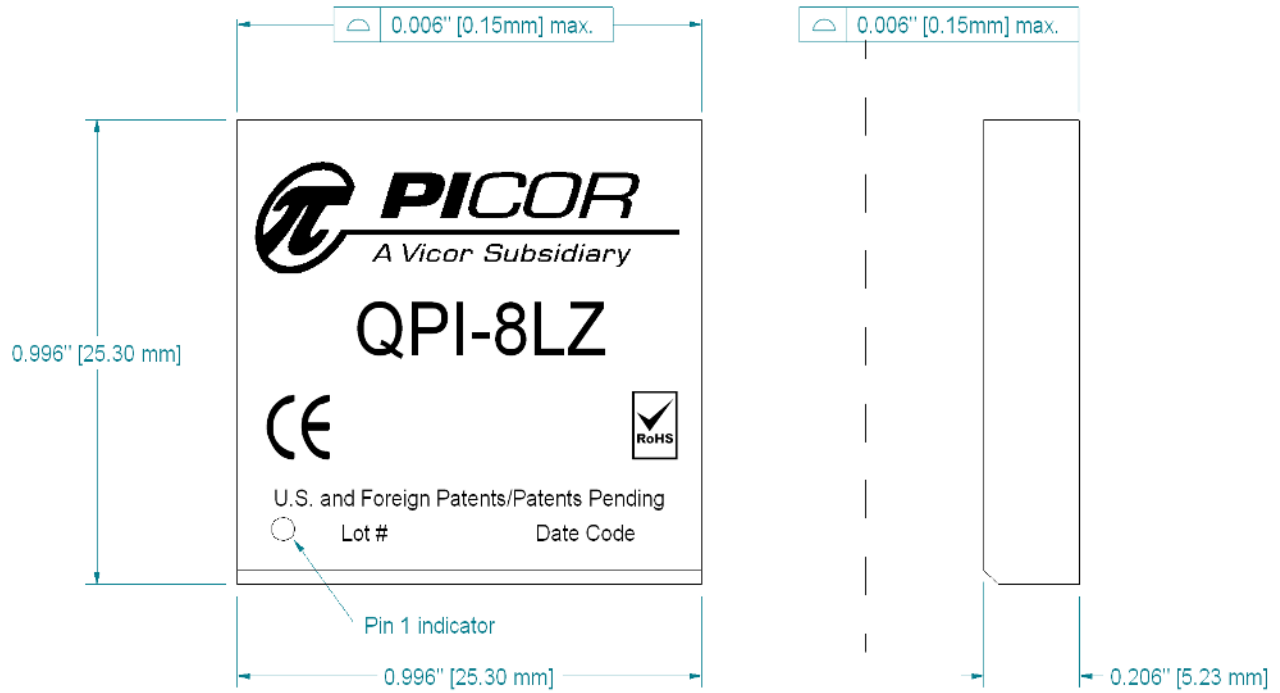 0.006" [0.15mm] max.
0.006" [0.15mm] max.
π PICOR
A Vicor Subsidiary
QPI-8LZ
0.996" [25.30 mm]
CE
RoHS
U.S. and Foreign Patents/Patents Pending
Lot # Date Code
Pin 1 indicator
0.996" [25.30 mm]
0.206" [5.23 mm]